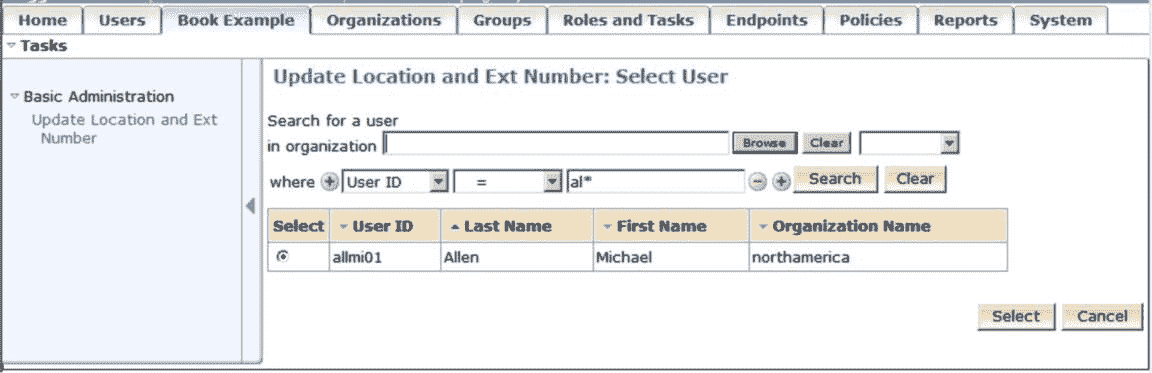 Home Users Book Example Organizations Groups Roles and Tasks Endpoints Policies Reports System
Tasks
Basic Administration
Update Location and Ext
Number
Update Location and Ext Number: Select User
Search for a user
in organization Browse Clear
where User ID = al* Search Clear
Select User ID Last Name First Name Organization Name
allmi01 Allen Michael northamerica
Select Cancel